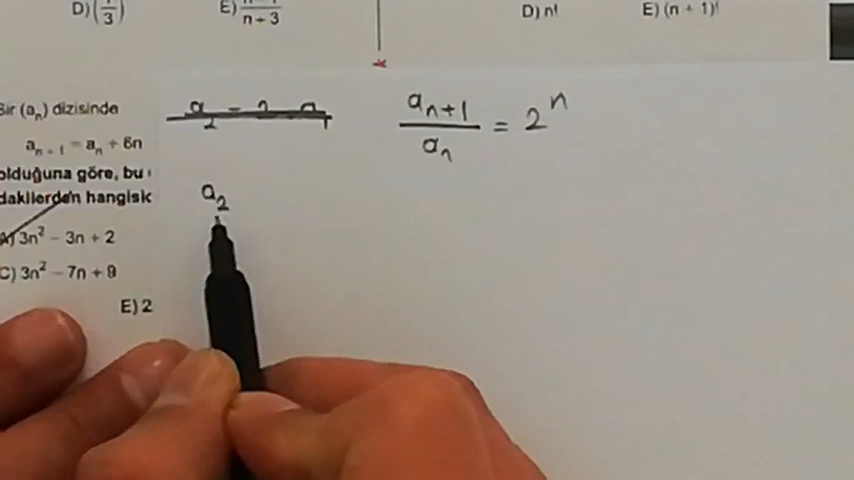 D) (1/3)
E) n + 3
D) n!
E) (n + 1)!
Bir (aₙ) dizisinde
aₙ₊₁ = aₙ + 6n
olduğuna göre, bu
dakilerden hangisi
A) 3n² − 3n + 2
C) 3n² − 7n + 9
E) 2
aₙ₊₁ / aₙ = 2ⁿ
a₂